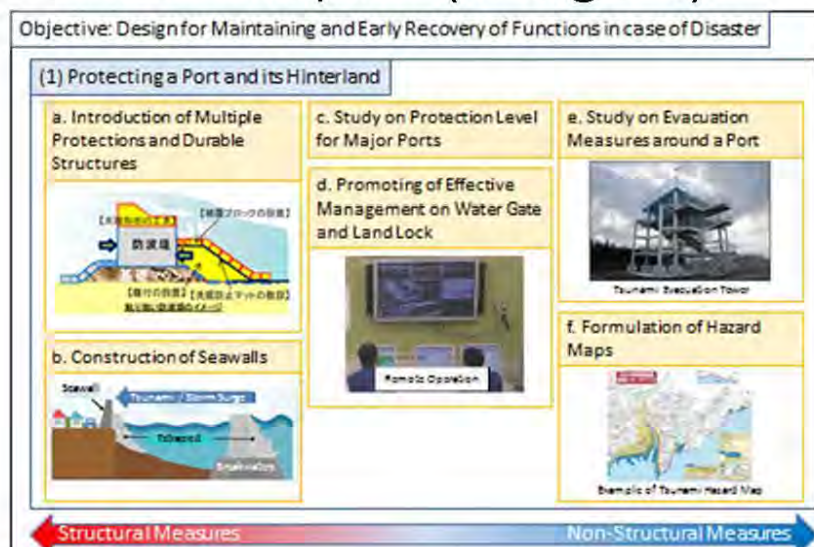 Objective: Design for Maintaining and Early Recovery of Functions in case of Disaster
(1) Protecting a Port and its Hinterland
a. Introduction of Multiple
Protections and Durable
Structures
防波堤
b. Construction of Seawalls
Seawall
Tsunami / Storm Surge
Breakwater
c. Study on Protection Level
for Major Ports
d. Promoting of Effective
Management on Water Gate
and Land Lock
Remote Operation
e. Study on Evacuation
Measures around a Port
Tsunami Evacuation Tower
f. Formulation of Hazard
Maps
Example of Tsunami Hazard Map
Structural Measures
Non-Structural Measures